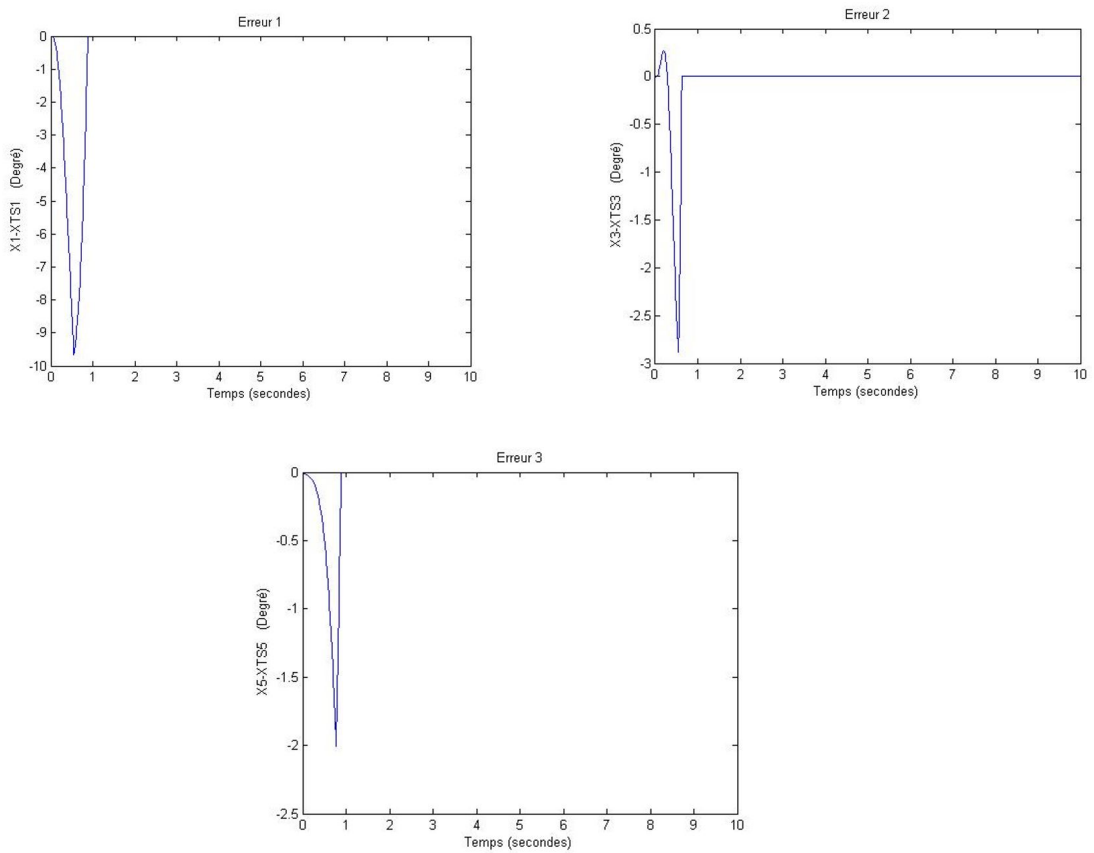 Erreur 1
0
-1
-2
-3
-4
-5
-6
-7
-8
-9
-10
X1-XTS1 (Degré)
0 1 2 3 4 5 6 7 8 9 10
Temps (secondes)
Erreur 2
0.5
0
-0.5
-1
-1.5
-2
-2.5
-3
X3-XTS3 (Degré)
0 1 2 3 4 5 6 7 8 9 10
Temps (secondes)
Erreur 3
0
-0.5
-1
-1.5
-2
-2.5
X5-XTS5 (Degré)
0 1 2 3 4 5 6 7 8 9 10
Temps (secondes)